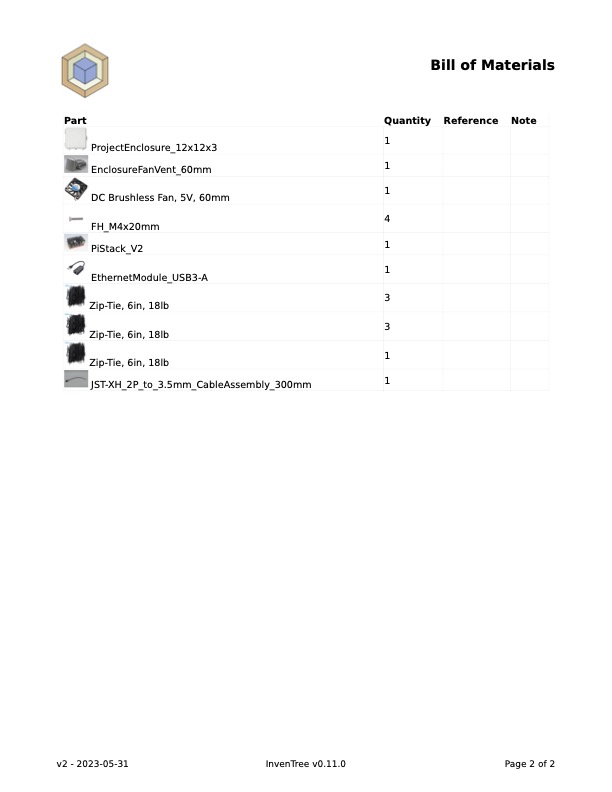 Bill of Materials
Part Quantity Reference Note
ProjectEnclosure_12x12x3 1
EnclosureFanVent_60mm 1
DC Brushless Fan, 5V, 60mm 1
FH_M4x20mm 4
PiStack_V2 1
EthernetModule_USB3-A 1
Zip-Tie, 6in, 18lb 3
Zip-Tie, 6in, 18lb 3
Zip-Tie, 6in, 18lb 1
JST-XH_2P_to_3.5mm_CableAssembly_300mm 1
v2 - 2023-05-31 InvenTree v0.11.0 Page 2 of 2